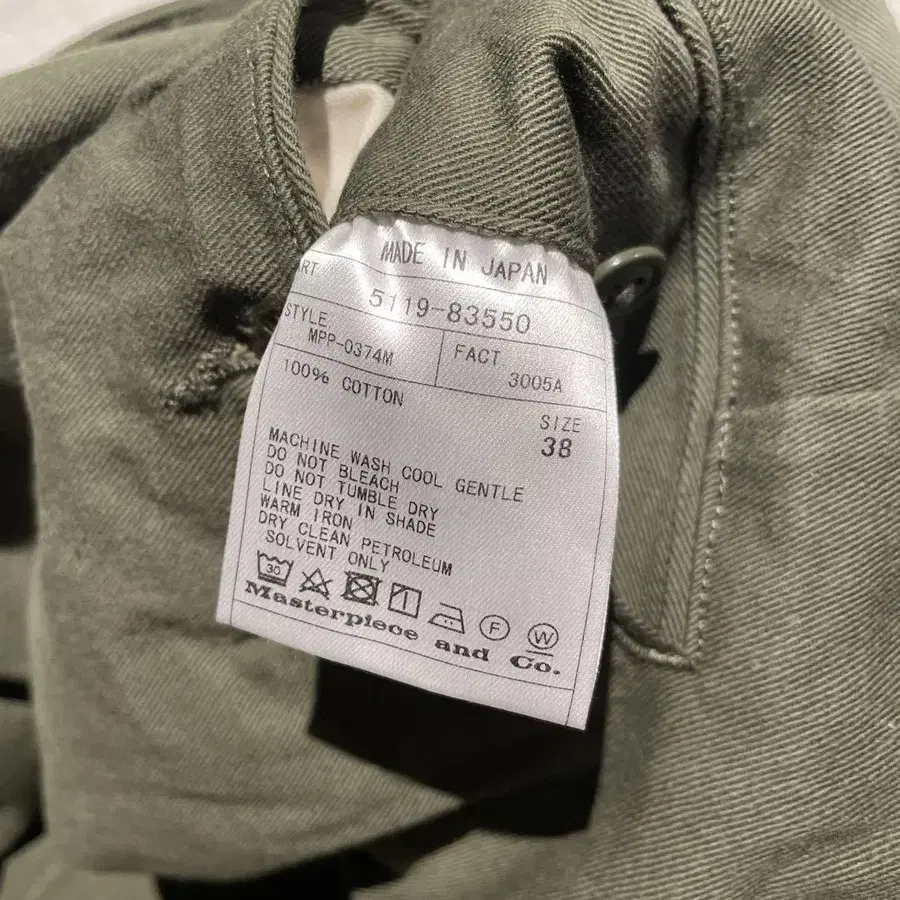 MADE IN JAPAN
ART
5119-83550
STYLE
MPP-0374M
FACT
3005A
100% COTTON
SIZE
38
MACHINE WASH COOL GENTLE
DO NOT BLEACH
DO NOT TUMBLE DRY
LINE DRY IN SHADE
WARM IRON
DRY CLEAN PETROLEUM
SOLVENT ONLY
30
F
W
Masterpiece and Co.